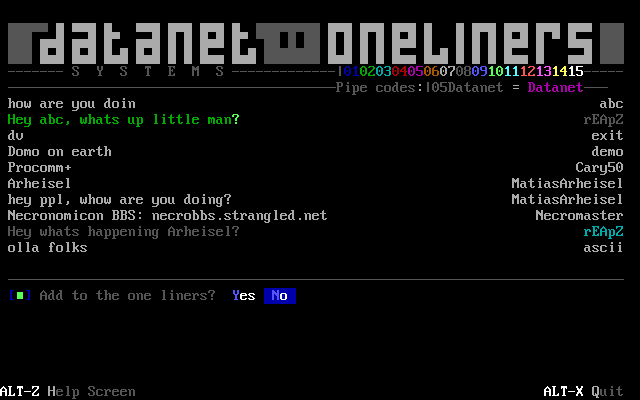 datanet oneliners
S Y S T E M S |010203040506070809101112131415
Pipe codes:|05Datanet = Datanet
how are you doin abc
Hey abc, whats up little man? rEApZ
dv exit
Domo on earth demo
Procomm+ Cary50
Arheisel MatiasArheisel
hey ppl, whow are you doing? MatiasArheisel
Necronomicon BBS: necrobbs.strangled.net Necromaster
Hey whats happening Arheisel? rEApZ
olla folks ascii
[■] Add to the one liners? Yes No
ALT-Z Help Screen ALT-X Quit